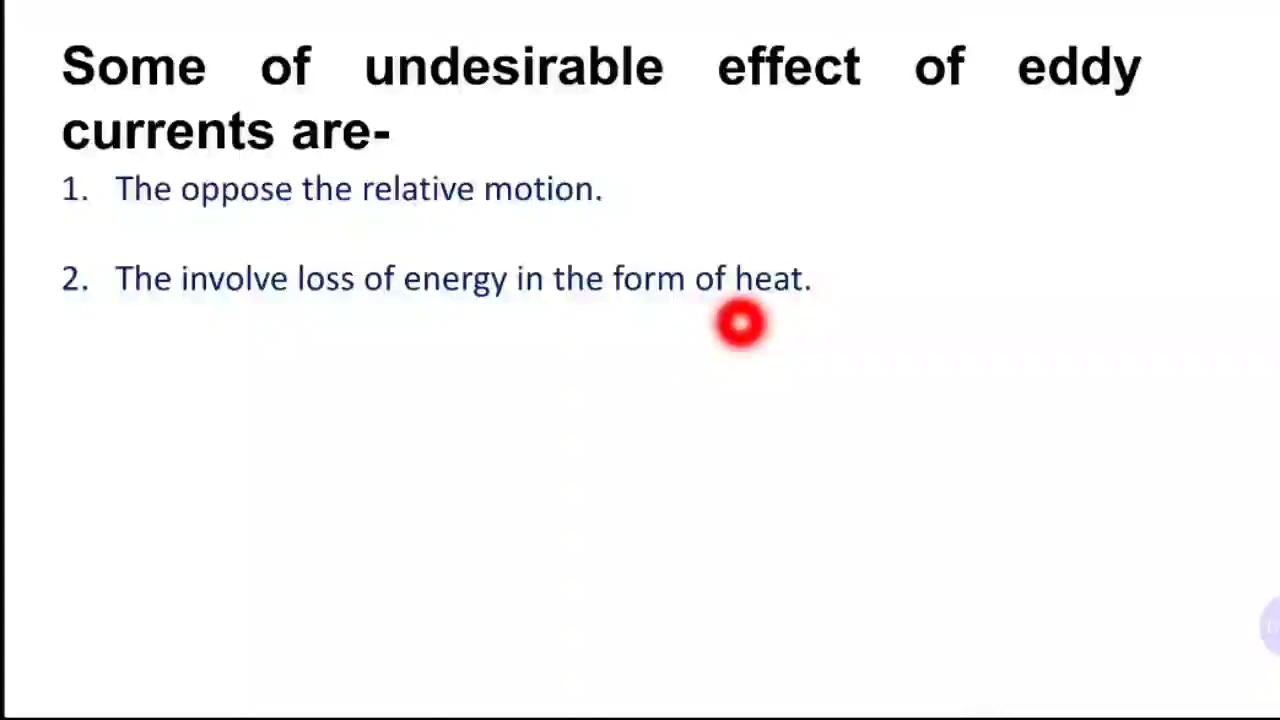 Some of undesirable effect of eddy
currents are-
1. The oppose the relative motion.
2. The involve loss of energy in the form of heat.